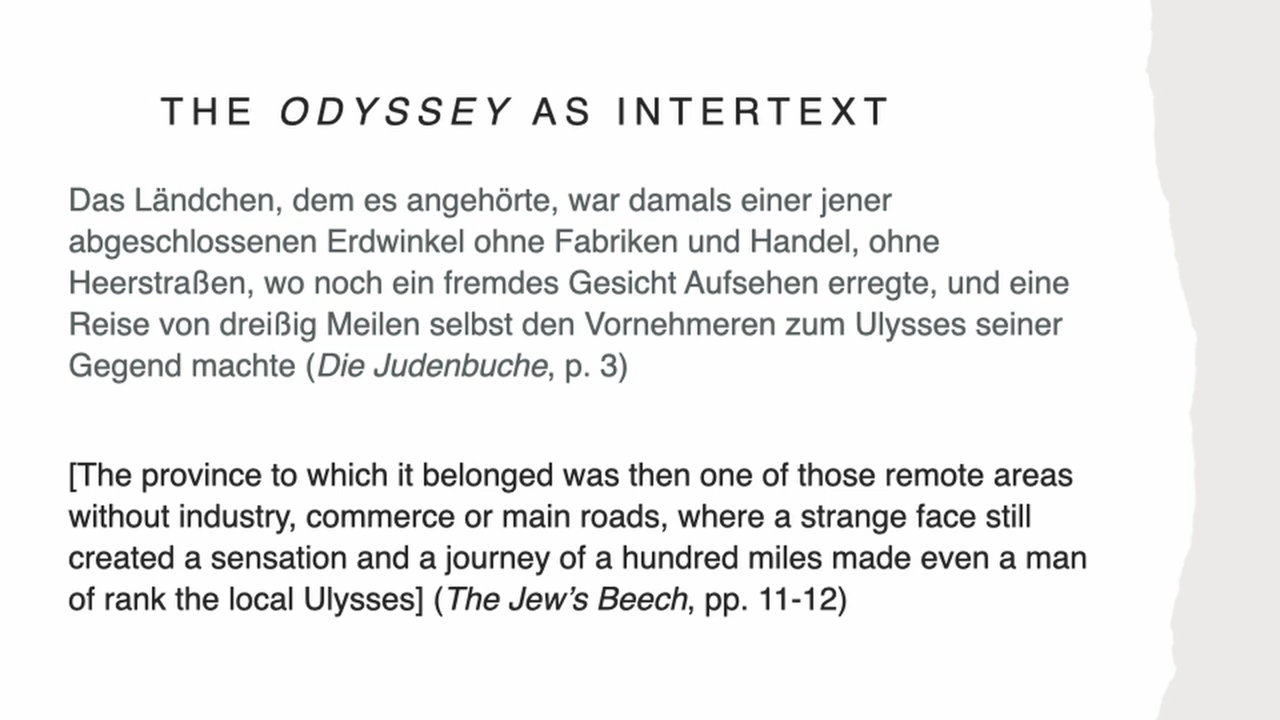 THE ODYSSEY AS INTERTEXT
Das Ländchen, dem es angehörte, war damals einer jener
abgeschlossenen Erdwinkel ohne Fabriken und Handel, ohne
Heerstraßen, wo noch ein fremdes Gesicht Aufsehen erregte, und eine
Reise von dreißig Meilen selbst den Vornehmeren zum Ulysses seiner
Gegend machte (Die Judenbuche, p. 3)
[The province to which it belonged was then one of those remote areas
without industry, commerce or main roads, where a strange face still
created a sensation and a journey of a hundred miles made even a man
of rank the local Ulysses] (The Jew’s Beech, pp. 11-12)